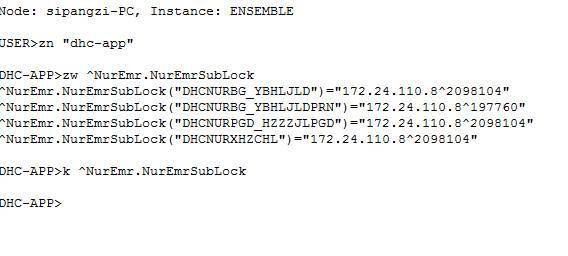 Node: sipangzi-PC, Instance: ENSEMBLE
USER>zn "dhc-app"
DHC-APP>zw ^NurEmr.NurEmrSubLock
^NurEmr.NurEmrSubLock("DHCNURBG_YBHLJLD")="172.24.110.8^2098104"
^NurEmr.NurEmrSubLock("DHCNURBG_YBHLJLDPRN")="172.24.110.8^197760"
^NurEmr.NurEmrSubLock("DHCNURPGD_HZZZJLPGD")="172.24.110.8^2098104"
^NurEmr.NurEmrSubLock("DHCNURXHZCHL")="172.24.110.8^2098104"
DHC-APP>k ^NurEmr.NurEmrSubLock
DHC-APP>